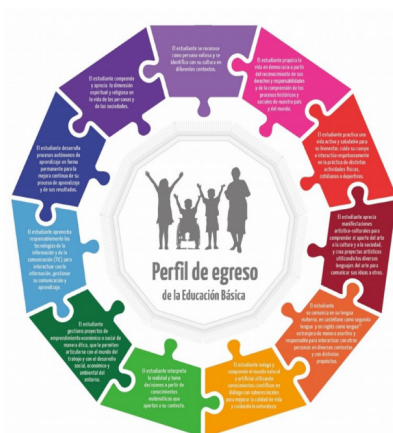 El estudiante se reconoce
como persona valiosa y se
identifica con su cultura en
diferentes contextos.
El estudiante propicia la
vida en democracia a partir
del reconocimiento de sus
derechos y responsabilidades
y de la comprensión de los
procesos históricos y
sociales de nuestro país
y del mundo.
El estudiante practica una
vida activa y saludable para
su bienestar, cuida su cuerpo
e interactúa respetuosamente
en la práctica de distintas
actividades físicas,
cotidianas o deportivas.
El estudiante aprecia
manifestaciones
artístico-culturales para
comprender el aporte del arte
a la cultura y a la sociedad,
y crea proyectos artísticos
utilizando los diversos
lenguajes del arte para
comunicar sus ideas a otros.
El estudiante
se comunica en su lengua
materna, en castellano como segunda
lengua y en inglés como lengua
extranjera de manera asertiva y
responsable para interactuar con otras
personas en diversos contextos
y con distintos
propósitos.
El estudiante indaga y
comprende el mundo natural
y artificial utilizando
conocimientos científicos en
diálogo con saberes locales
para mejorar la calidad de vida
y cuidando la naturaleza.
El estudiante interpreta
la realidad y toma
decisiones a partir de
conocimientos
matemáticos que
aporten a su contexto.
El estudiante
gestiona proyectos de
emprendimiento económico o social de
manera ética, que le permiten
articularse con el mundo del
trabajo y con el desarrollo
social, económico y
ambiental del
entorno.
El estudiante aprovecha
responsablemente las
tecnologías de la
información y de la
comunicación (TIC) para
interactuar con la
información, gestionar
su comunicación y
aprendizaje.
El estudiante desarrolla
procesos autónomos de
aprendizaje en forma
permanente para la
mejora continua de su
proceso de aprendizaje
y de sus resultados.
El estudiante comprende
y aprecia la dimensión
espiritual y religiosa en
la vida de las personas y
de las sociedades.
Perfil de egreso
de la Educación Básica